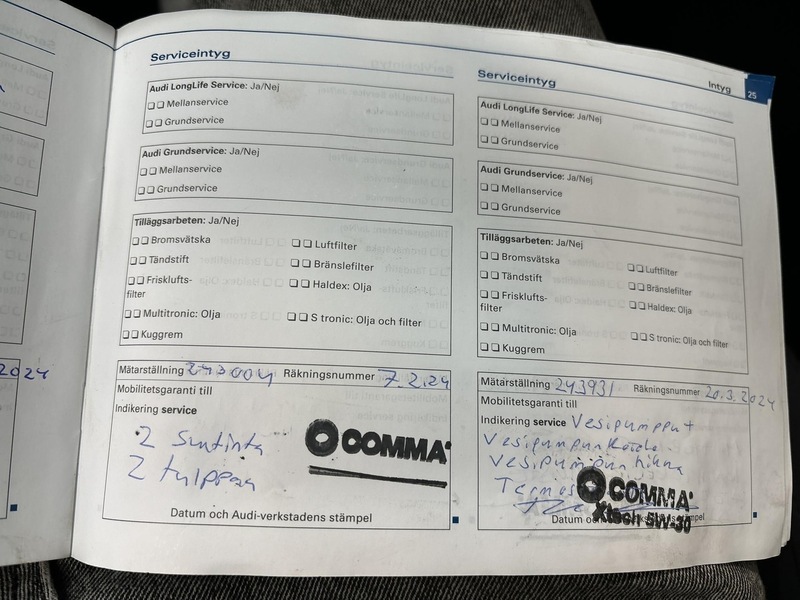 Serviceintyg
Audi LongLife Service: Ja/Nej
Mellanservice
Grundservice
Audi Grundservice: Ja/Nej
Mellanservice
Grundservice
Tilläggsarbeten: Ja/Nej
Bromsvätska
Luftfilter
Tändstift
Bränslefilter
Frisklufts-
filter
Haldex: Olja
Multitronic: Olja
S tronic: Olja och filter
Kuggrem
Mätarställning 243004 Räkningsnummer 7.2.24
Mobilitetsgaranti till
Indikering service
2 suutinta
2 tulppaa
COMMA
Datum och Audi-verkstadens stämpel
Serviceintyg
Intyg 25
Audi LongLife Service: Ja/Nej
Mellanservice
Grundservice
Audi Grundservice: Ja/Nej
Mellanservice
Grundservice
Tilläggsarbeten: Ja/Nej
Bromsvätska
Luftfilter
Tändstift
Bränslefilter
Frisklufts-
filter
Haldex: Olja
Multitronic: Olja
S tronic: Olja och filter
Kuggrem
Mätarställning 243931 Räkningsnummer 20.3.2024
Mobilitetsgaranti till
Indikering service Vesipumppu +
Vesipumpun
Vesipumpun hihna
COMMA
Xtech 5W-30
Datum och stämpel
2024